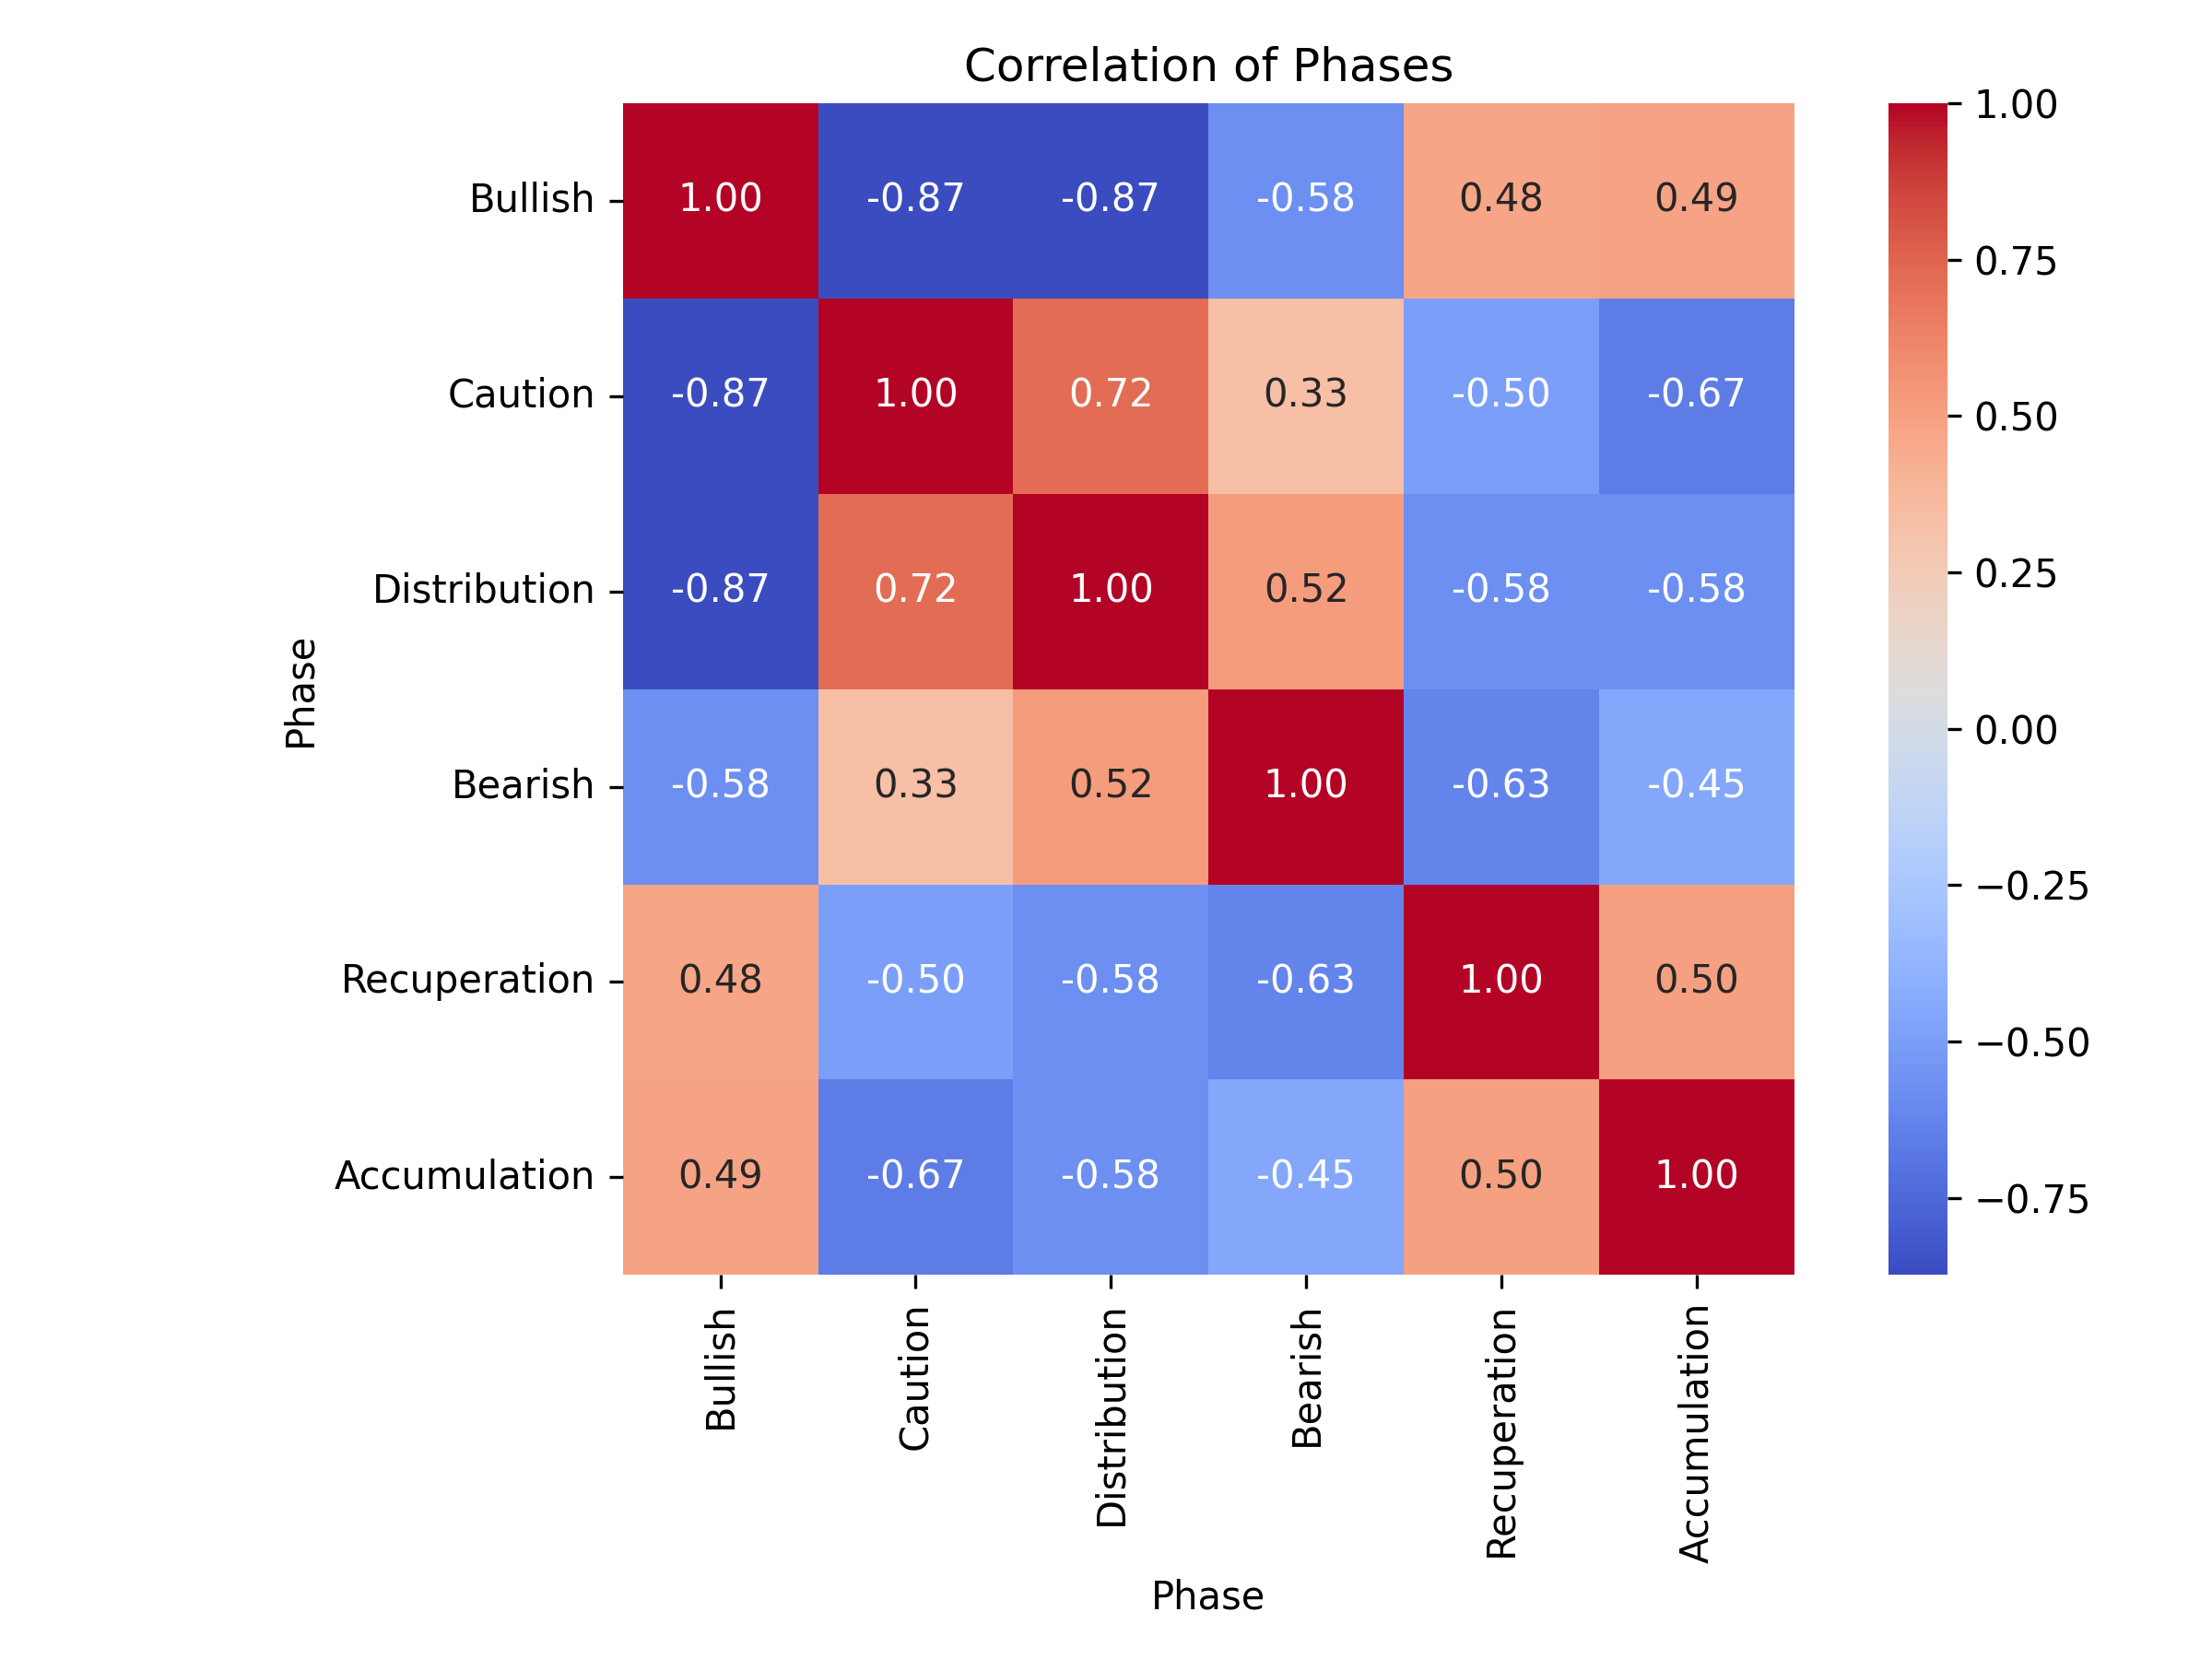 Correlation of Phases
Bullish 1.00 -0.87 -0.87 -0.58 0.48 0.49
Caution -0.87 1.00 0.72 0.33 -0.50 -0.67
Distribution -0.87 0.72 1.00 0.52 -0.58 -0.58
Bearish -0.58 0.33 0.52 1.00 -0.63 -0.45
Recuperation 0.48 -0.50 -0.58 -0.63 1.00 0.50
Accumulation 0.49 -0.67 -0.58 -0.45 0.50 1.00
Phase
Bullish Caution Distribution Bearish Recuperation Accumulation
Phase
1.00
0.75
0.50
0.25
0.00
−0.25
−0.50
−0.75